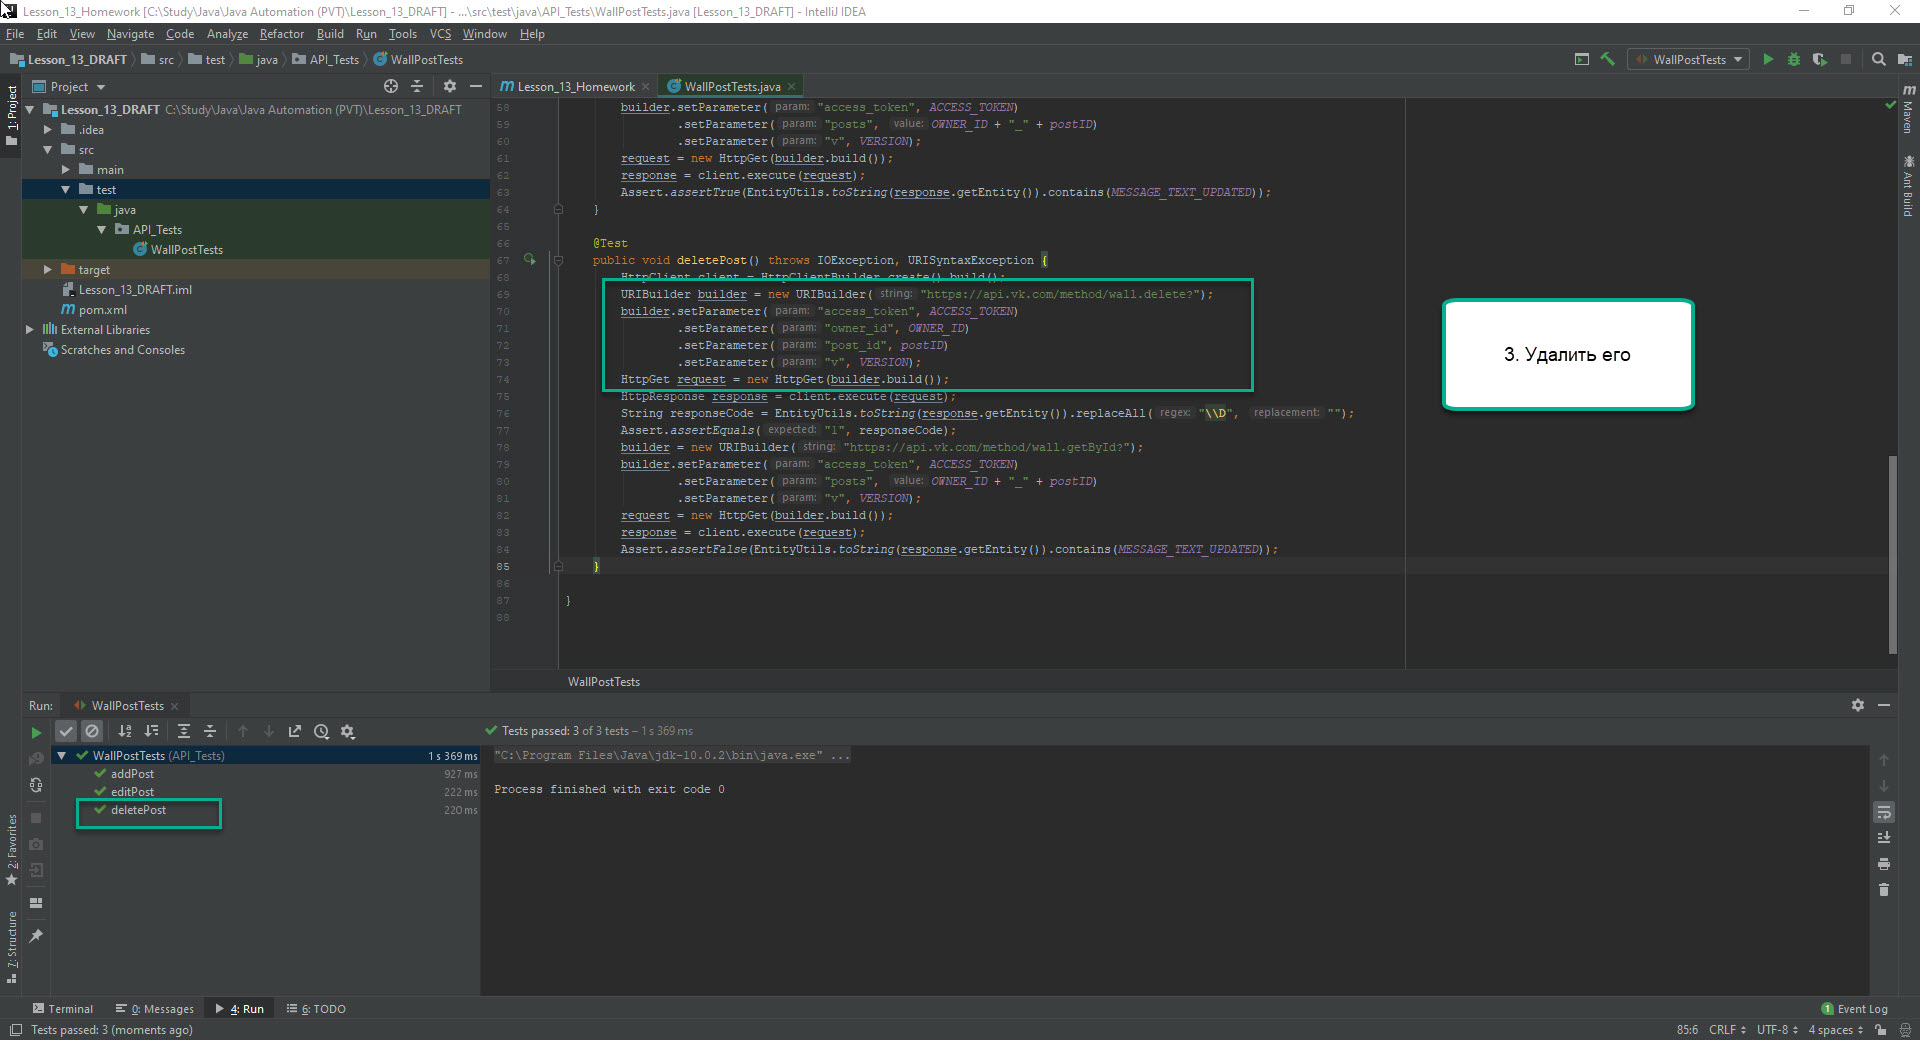 Lesson_13_Homework [C:\Study\Java\Java Automation (PVT)\Lesson_13_DRAFT] - ...\src\test\java\API_Tests\WallPostTests.java [Lesson_13_DRAFT] - IntelliJ IDEA
File Edit View Navigate Code Analyze Refactor Build Run Tools VCS Window Help
Lesson_13_DRAFT src test java API_Tests WallPostTests
WallPostTests
1: Project
Project
Lesson_13_DRAFT C:\Study\Java\Java Automation (PVT)\Lesson_13_DRAFT
.idea
src
main
test
java
API_Tests
WallPostTests
target
Lesson_13_DRAFT.iml
pom.xml
External Libraries
Scratches and Consoles
Lesson_13_Homework WallPostTests.java
58 builder.setParameter( param: "access_token", ACCESS_TOKEN)
59 .setParameter( param: "posts", value: OWNER_ID + "_" + postID)
60 .setParameter( param: "v", VERSION);
61 request = new HttpGet(builder.build());
62 response = client.execute(request);
63 Assert.assertTrue(EntityUtils.toString(response.getEntity()).contains(MESSAGE_TEXT_UPDATED));
64 }
65
66 @Test
67 public void deletePost() throws IOException, URISyntaxException {
68 HttpClient client = HttpClientBuilder.create().build();
69 URIBuilder builder = new URIBuilder( string: "https://api.vk.com/method/wall.delete?");
70 builder.setParameter( param: "access_token", ACCESS_TOKEN)
71 .setParameter( param: "owner_id", OWNER_ID)
72 .setParameter( param: "post_id", postID)
73 .setParameter( param: "v", VERSION);
74 HttpGet request = new HttpGet(builder.build());
75 HttpResponse response = client.execute(request);
76 String responseCode = EntityUtils.toString(response.getEntity()).replaceAll( regex: "\\D", replacement: "");
77 Assert.assertEquals( expected: "1", responseCode);
78 builder = new URIBuilder( string: "https://api.vk.com/method/wall.getById?");
79 builder.setParameter( param: "access_token", ACCESS_TOKEN)
80 .setParameter( param: "posts", value: OWNER_ID + "_" + postID)
81 .setParameter( param: "v", VERSION);
82 request = new HttpGet(builder.build());
83 response = client.execute(request);
84 Assert.assertFalse(EntityUtils.toString(response.getEntity()).contains(MESSAGE_TEXT_UPDATED));
85 }
86
87 }
88
WallPostTests
3. Удалить его
Maven
Ant Build
Run: WallPostTests
Tests passed: 3 of 3 tests – 1 s 369 ms
WallPostTests (API_Tests) 1 s 369 ms
addPost 927 ms
editPost 222 ms
deletePost 220 ms
"C:\Program Files\Java\jdk-10.0.2\bin\java.exe" ...
Process finished with exit code 0
2: Favorites
7: Structure
Terminal 0: Messages 4: Run 6: TODO
1 Event Log
Tests passed: 3 (moments ago)
85:6 CRLF UTF-8 4 spaces